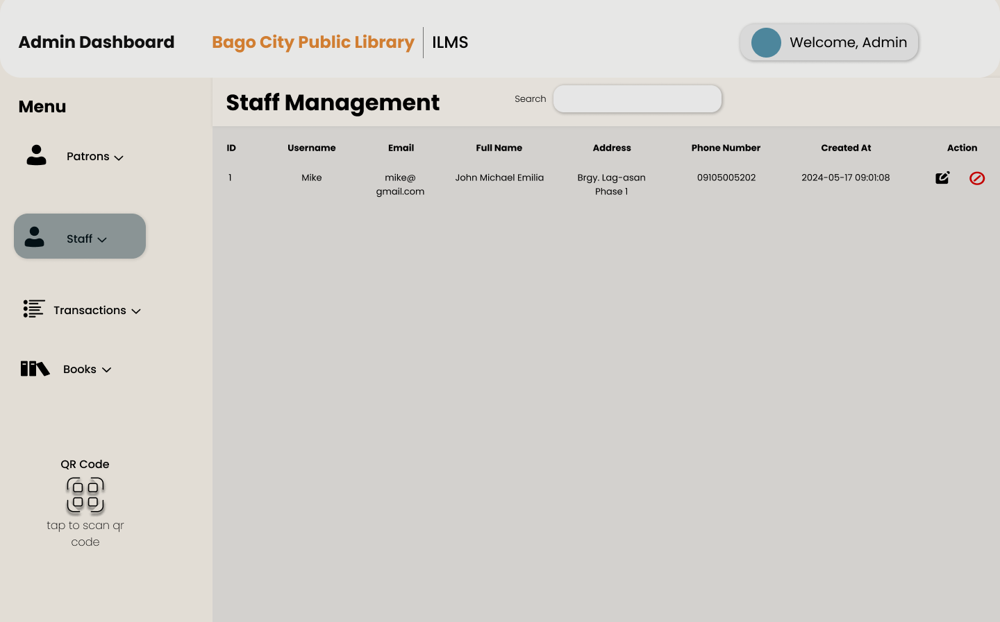 Admin Dashboard
Bago City Public Library
ILMS
Welcome, Admin
Menu
Patrons
Staff
Transactions
Books
QR Code
tap to scan qr
code
Staff Management
Search
ID Username Email Full Name Address Phone Number Created At Action
1 Mike mike@ John Michael Emilia Brgy. Lag-asan 09105005202 2024-05-17 09:01:08
gmail.com Phase 1